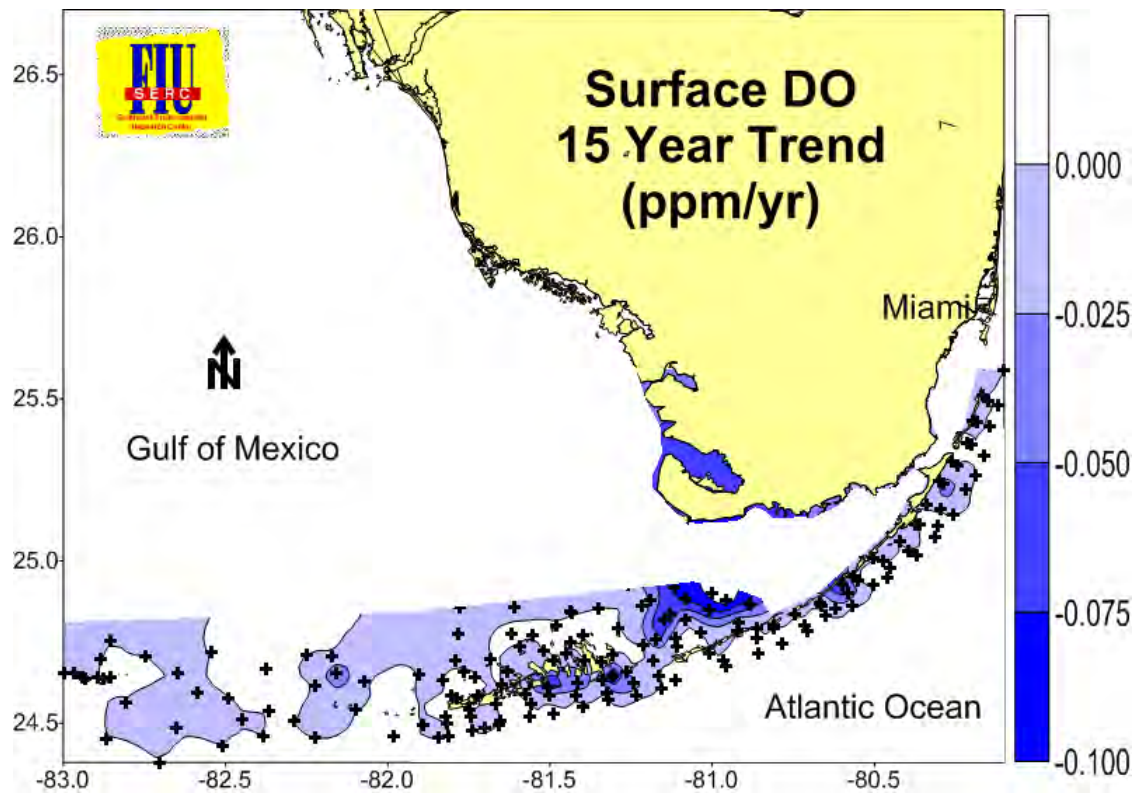 FIU
SERC
Surface DO
15 Year Trend
(ppm/yr)
26.5
26.0
25.5
25.0
24.5
0.000
-0.025
-0.050
-0.075
-0.100
Miami
N
Gulf of Mexico
Atlantic Ocean
-83.0
-82.5
-82.0
-81.5
-81.0
-80.5